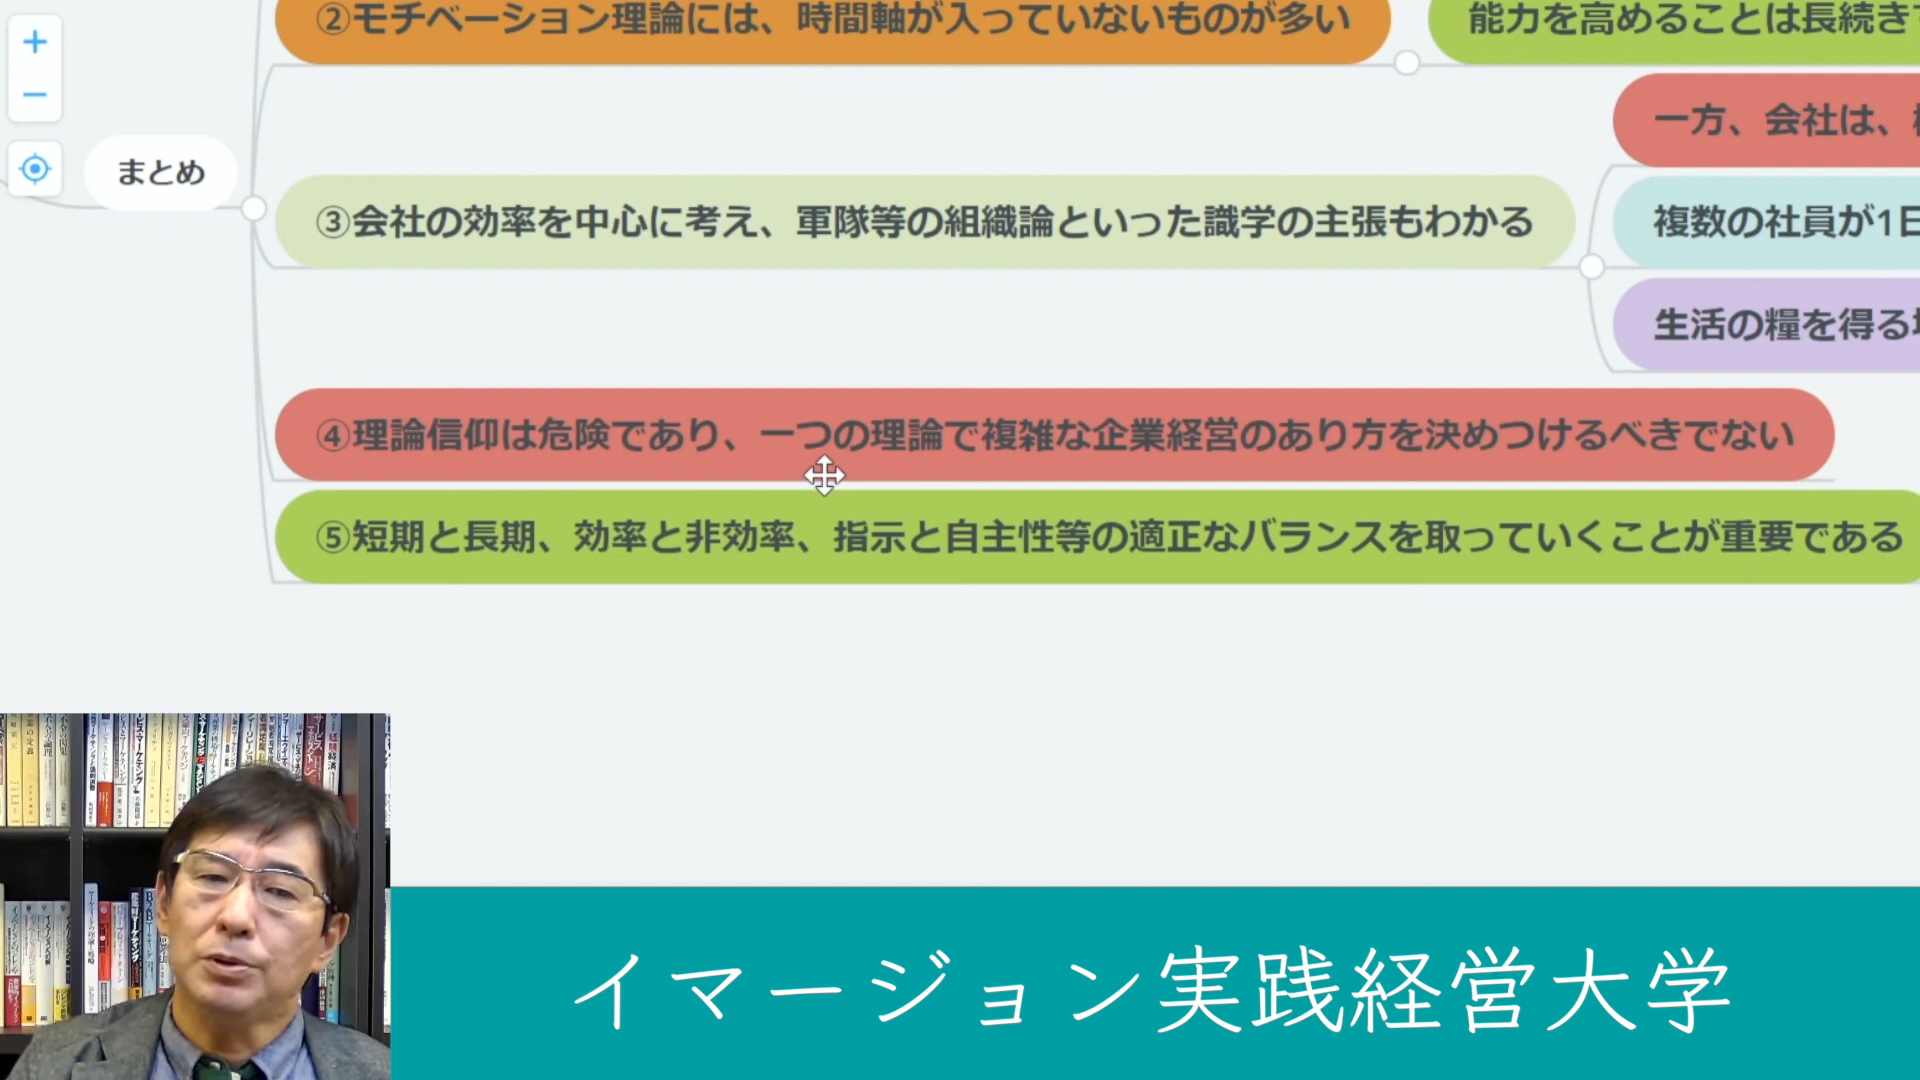 ②モチベーション理論には、時間軸が入っていないものが多い
能力を高めることは長続き
一方、会社は、
まとめ
③会社の効率を中心に考え、軍隊等の組織論といった識学の主張もわかる
複数の社員が1日
生活の糧を得る
④理論信仰は危険であり、一つの理論で複雑な企業経営のあり方を決めつけるべきでない
⑤短期と長期、効率と非効率、指示と自主性等の適正なバランスを取っていくことが重要である
イマージョン実践経営大学